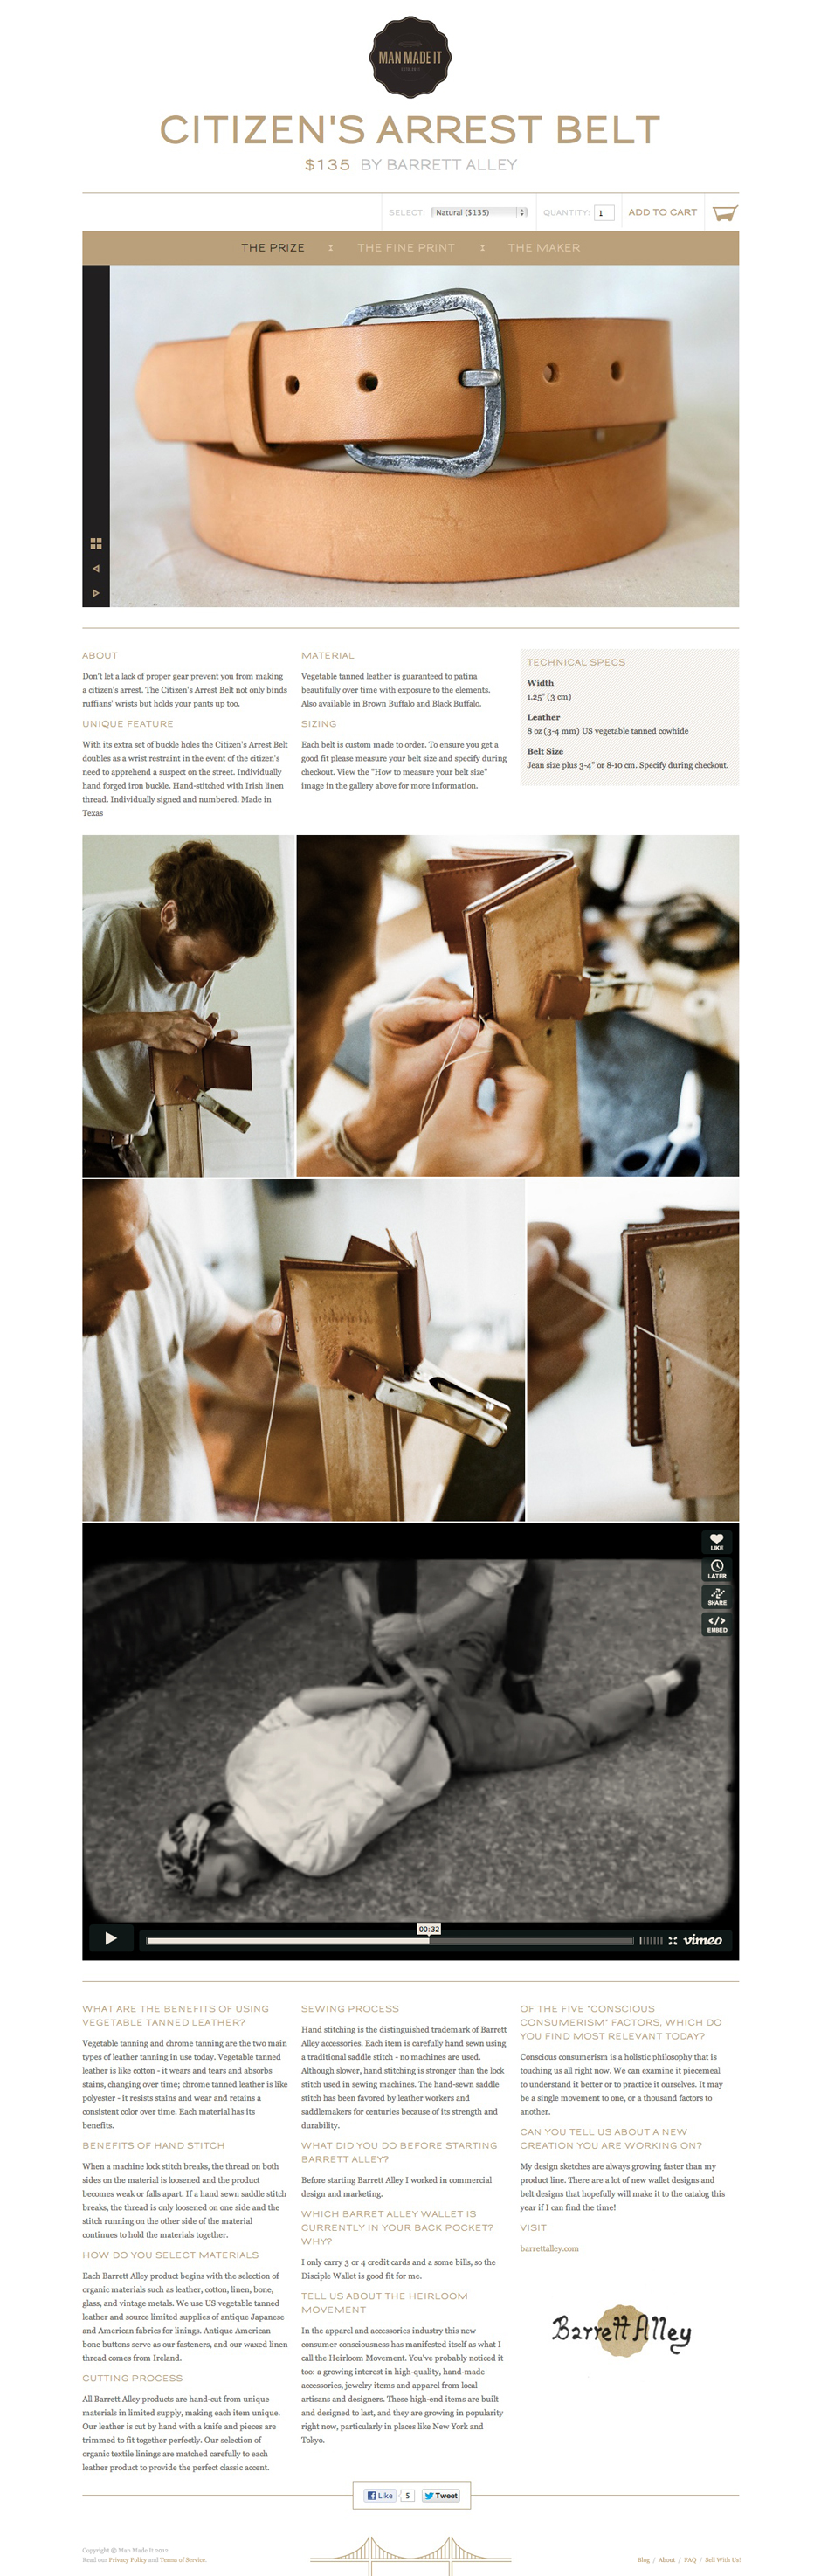 MAN MADE IT
CITIZEN'S ARREST BELT
$135 BY BARRETT ALLEY
SELECT: Natural ($135) QUANTITY: 1 ADD TO CART
THE PRIZE THE FINE PRINT THE MAKER
ABOUT
Don't let a lack of proper gear prevent you from making
a citizen's arrest. The Citizen's Arrest Belt not only binds
ruffians' wrists but holds your pants up too.
UNIQUE FEATURE
With its extra set of buckle holes the Citizen's Arrest Belt
doubles as a wrist restraint in the event of the citizen's
need to apprehend a suspect on the street. Individually
hand forged iron buckle. Hand-stitched with Irish linen
thread. Individually signed and numbered. Made in
Texas
MATERIAL
Vegetable tanned leather is guaranteed to patina
beautifully over time with exposure to the elements.
Also available in Brown Buffalo and Black Buffalo.
SIZING
Each belt is custom made to order. To ensure you get a
good fit please measure your belt size and specify during
checkout. View the "How to measure your belt size"
image in the gallery above for more information.
TECHNICAL SPECS
Width
1.25" (3 cm)
Leather
8 oz (3-4 mm) US vegetable tanned cowhide
Belt Size
Jean size plus 3-4" or 8-10 cm. Specify during checkout.
LIKE
LATER
SHARE
EMBED
00:32
vimeo
WHAT ARE THE BENEFITS OF USING
VEGETABLE TANNED LEATHER?
Vegetable tanning and chrome tanning are the two main
types of leather tanning in use today. Vegetable tanned
leather is like cotton - it wears and tears and absorbs
stains, changing over time; chrome tanned leather is like
polyester - it resists stains and wear and retains a
consistent color over time. Each material has its
benefits.
BENEFITS OF HAND STITCH
When a machine lock stitch breaks, the thread on both
sides on the material is loosened and the product
becomes weak or falls apart. If a hand sewn saddle stitch
breaks, the thread is only loosened on one side and the
stitch running on the other side of the material
continues to hold the materials together.
HOW DO YOU SELECT MATERIALS
Each Barrett Alley product begins with the selection of
organic materials such as leather, cotton, linen, bone,
glass, and vintage metals. We use US vegetable tanned
leather and source limited supplies of antique Japanese
and American fabrics for linings. Antique American
bone buttons serve as our fasteners, and our waxed linen
thread comes from Ireland.
CUTTING PROCESS
All Barrett Alley products are hand-cut from unique
materials in limited supply, making each item unique.
Our leather is cut by hand with a knife and pieces are
trimmed to fit together perfectly. Our selection of
organic textile linings are matched carefully to each
leather product to provide the perfect classic accent.
SEWING PROCESS
Hand stitching is the distinguished trademark of Barrett
Alley accessories. Each item is carefully hand sewn using
a traditional saddle stitch - no machines are used.
Although slower, hand stitching is stronger than the lock
stitch used in sewing machines. The hand-sewn saddle
stitch has been favored by leather workers and
saddlemakers for centuries because of its strength and
durability.
WHAT DID YOU DO BEFORE STARTING
BARRETT ALLEY?
Before starting Barrett Alley I worked in commercial
design and marketing.
WHICH BARRET ALLEY WALLET IS
CURRENTLY IN YOUR BACK POCKET?
WHY?
I only carry 3 or 4 credit cards and a some bills, so the
Disciple Wallet is good fit for me.
TELL US ABOUT THE HEIRLOOM
MOVEMENT
In the apparel and accessories industry this new
consumer consciousness has manifested itself as what I
call the Heirloom Movement. You've probably noticed it
too: a growing interest in high-quality, hand-made
accessories, jewelry items and apparel from local
artisans and designers. These high-end items are built
and designed to last, and they are growing in popularity
right now, particularly in places like New York and
Tokyo.
OF THE FIVE "CONSCIOUS
CONSUMERISM" FACTORS, WHICH DO
YOU FIND MOST RELEVANT TODAY?
Conscious consumerism is a holistic philosophy that is
touching us all right now. We can examine it piecemeal
to understand it better or to practice it ourselves. It may
be a single movement to one, or a thousand factors to
another.
CAN YOU TELL US ABOUT A NEW
CREATION YOU ARE WORKING ON?
My design sketches are always growing faster than my
product line. There are a lot of new wallet designs and
belt designs that hopefully will make it to the catalog this
year if I can find the time!
VISIT
barrettalley.com
Barrett Alley
Like 5 Tweet
Copyright © Man Made It 2012.
Read our Privacy Policy and Terms of Service.
Blog / About / FAQ / Sell With Us!